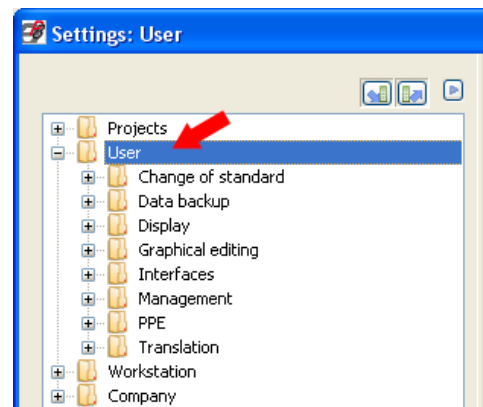 Settings: User
Projects
User
Change of standard
Data backup
Display
Graphical editing
Interfaces
Management
PPE
Translation
Workstation
Company